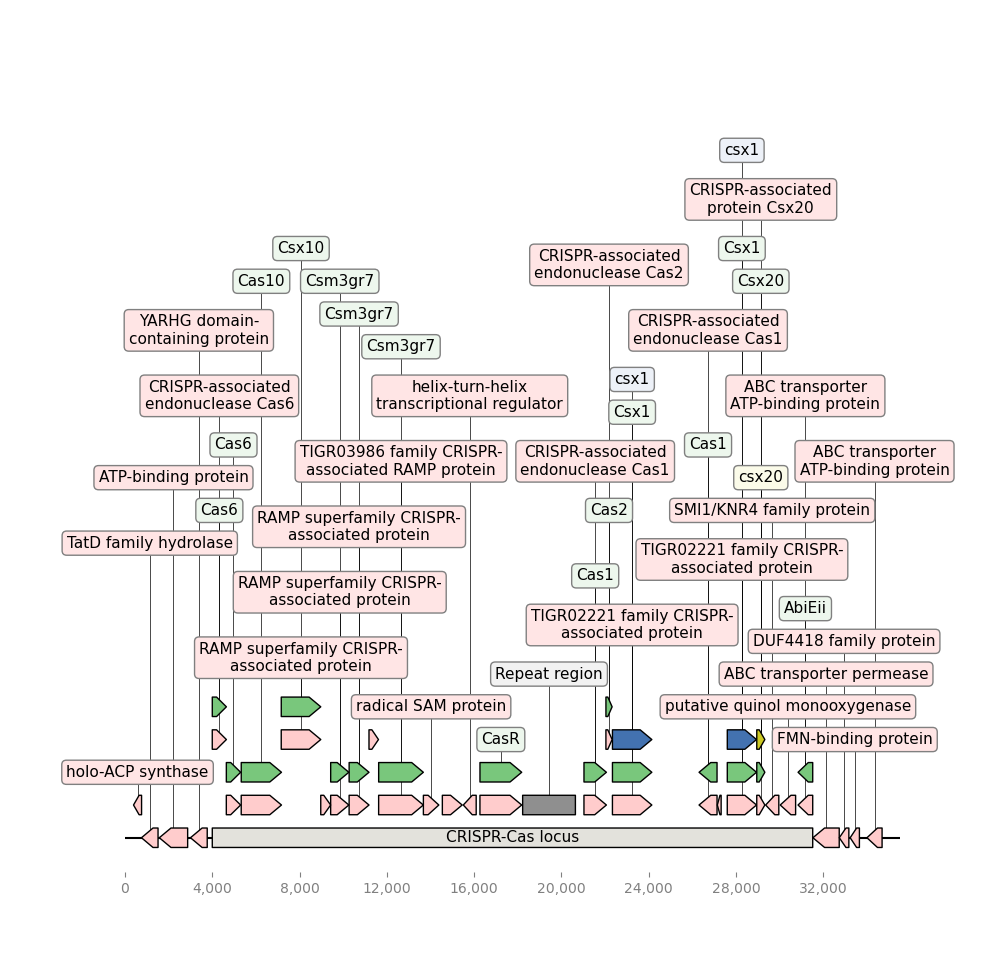 csx1
CRISPR-associated
protein Csx20
Csx10
Csx1
CRISPR-associated
endonuclease Cas2
Cas10
Csm3gr7
Csx20
Csm3gr7
YARHG domain-
containing protein
CRISPR-associated
endonuclease Cas1
Csm3gr7
csx1
CRISPR-associated
endonuclease Cas6
helix-turn-helix
transcriptional regulator
ABC transporter
ATP-binding protein
Csx1
Cas6
Cas1
TIGR03986 family CRISPR-
associated RAMP protein
CRISPR-associated
endonuclease Cas1
ABC transporter
ATP-binding protein
ATP-binding protein
csx20
Cas6
Cas2
SMI1/KNR4 family protein
RAMP superfamily CRISPR-
associated protein
TatD family hydrolase
TIGR02221 family CRISPR-
associated protein
Cas1
RAMP superfamily CRISPR-
associated protein
AbiEii
TIGR02221 family CRISPR-
associated protein
DUF4418 family protein
RAMP superfamily CRISPR-
associated protein
Repeat region
ABC transporter permease
radical SAM protein
putative quinol monooxygenase
CasR
FMN-binding protein
holo-ACP synthase
CRISPR-Cas locus
0
4,000
8,000
12,000
16,000
20,000
24,000
28,000
32,000